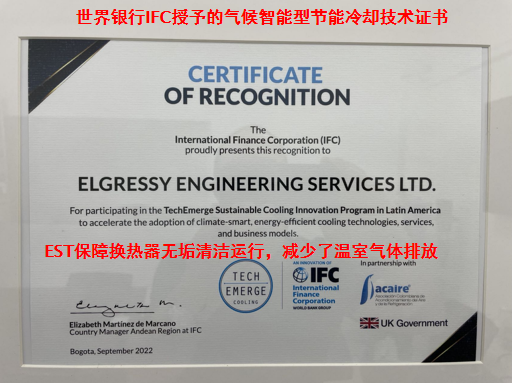 世界银行IFC授予的气候智能型节能冷却技术证书
CERTIFICATE
OF RECOGNITION
The
International Finance Corporation (IFC)
proudly presents this recognition to
ELGRESSY ENGINEERING SERVICES LTD.
For participating in the TechEmerge Sustainable Cooling Innovation Program in Latin America
to accelerate the adoption of climate-smart, energy-efficient cooling technologies, services,
and business models.
EST保障换热器无垢清洁运行，减少了温室气体排放
Elizabeth Martinez de Marcano
Country Manager Andean Region at IFC
Bogota, September 2022
TECH
EMERGE
COOLING
AN INNOVATION OF
IFC
International
Finance
Corporation
WORLD BANK GROUP
In partnership with
acaire
UK Government